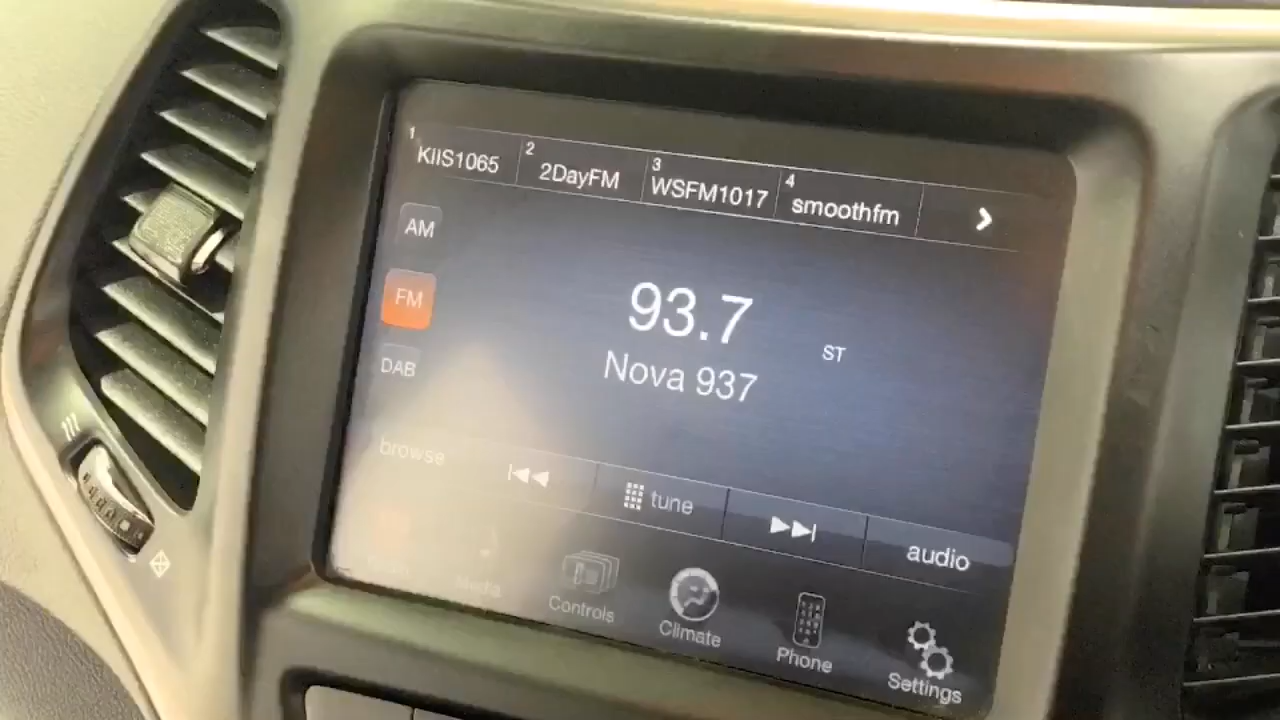 1 KIIS1065 2 2DayFM 3 WSFM1017 4 smoothfm
AM
FM
93.7
ST
DAB
Nova 937
browse
tune
audio
Media
Controls
Climate
Phone
Settings